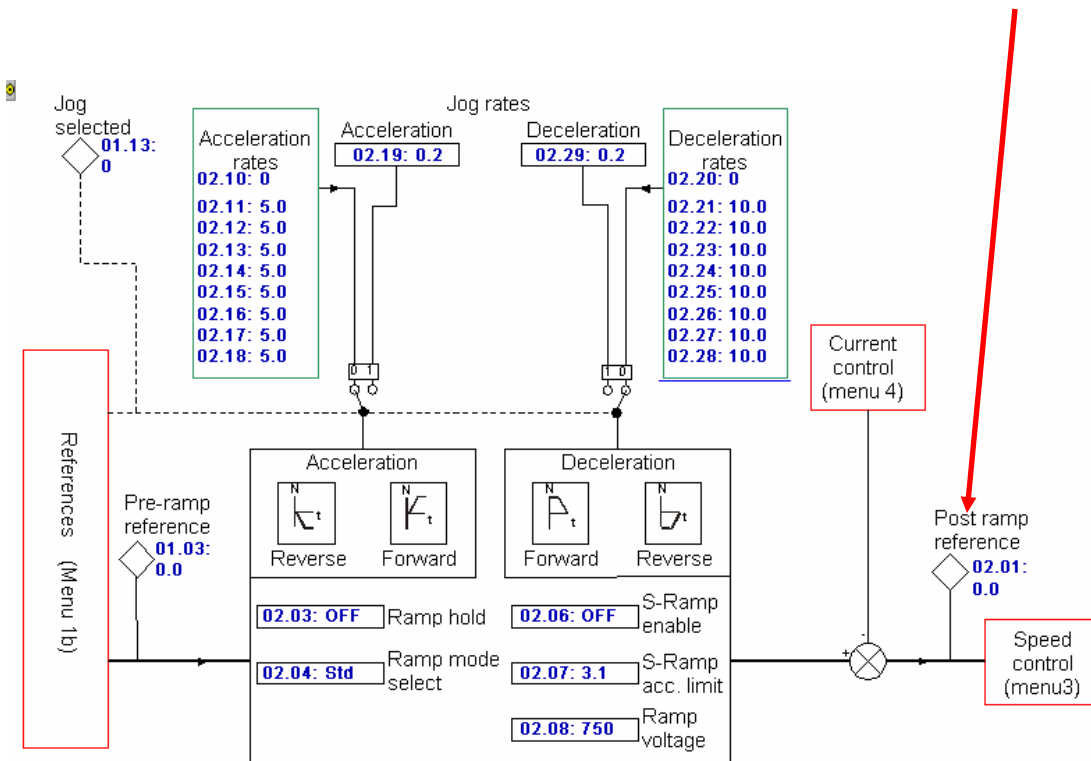 Jog
selected
01.13:
0
Jog rates
Acceleration
rates
02.10: 0
02.11: 5.0
02.12: 5.0
02.13: 5.0
02.14: 5.0
02.15: 5.0
02.16: 5.0
02.17: 5.0
02.18: 5.0
Acceleration
02.19: 0.2
Deceleration
02.29: 0.2
Deceleration
rates
02.20: 0
02.21: 10.0
02.22: 10.0
02.23: 10.0
02.24: 10.0
02.25: 10.0
02.26: 10.0
02.27: 10.0
02.28: 10.0
0 1
1 0
Current
control
(menu 4)
References (Menu 1b)
Pre-ramp
reference
01.03:
0.0
Acceleration
N
t
Reverse
N
t
Forward
Deceleration
N
t
Forward
N
t
Reverse
02.03: OFF Ramp hold
02.04: Std Ramp mode
select
02.06: OFF S-Ramp
enable
02.07: 3.1 S-Ramp
acc. limit
02.08: 750 Ramp
voltage
+
-
Post ramp
reference
02.01:
0.0
Speed
control
(menu3)